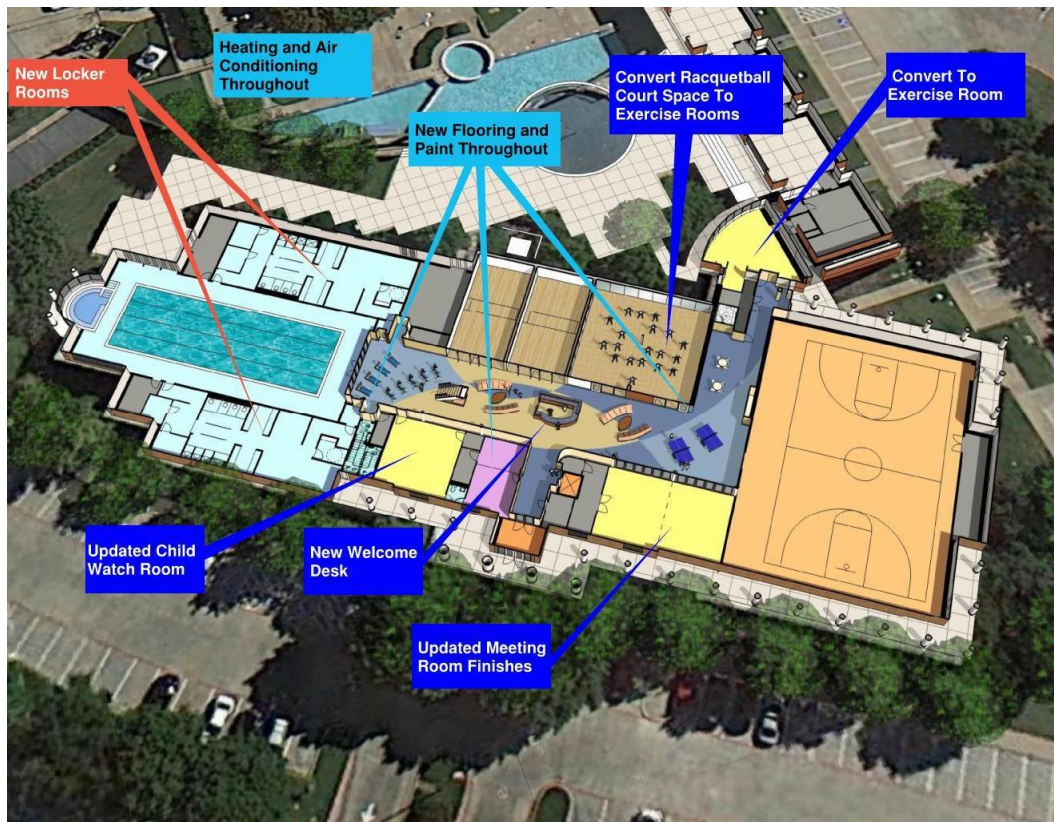 New Locker
Rooms
Heating and Air
Conditioning
Throughout
New Flooring and
Paint Throughout
Convert Racquetball
Court Space To
Exercise Rooms
Convert To
Exercise Room
Updated Child
Watch Room
New Welcome
Desk
Updated Meeting
Room Finishes